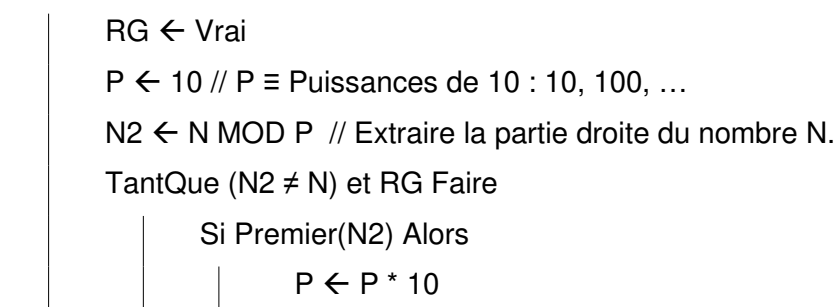 RG ← Vrai
P ← 10 // P ≡ Puissances de 10 : 10, 100, …
N2 ← N MOD P // Extraire la partie droite du nombre N.
TantQue (N2 ≠ N) et RG Faire
Si Premier(N2) Alors
P ← P * 10